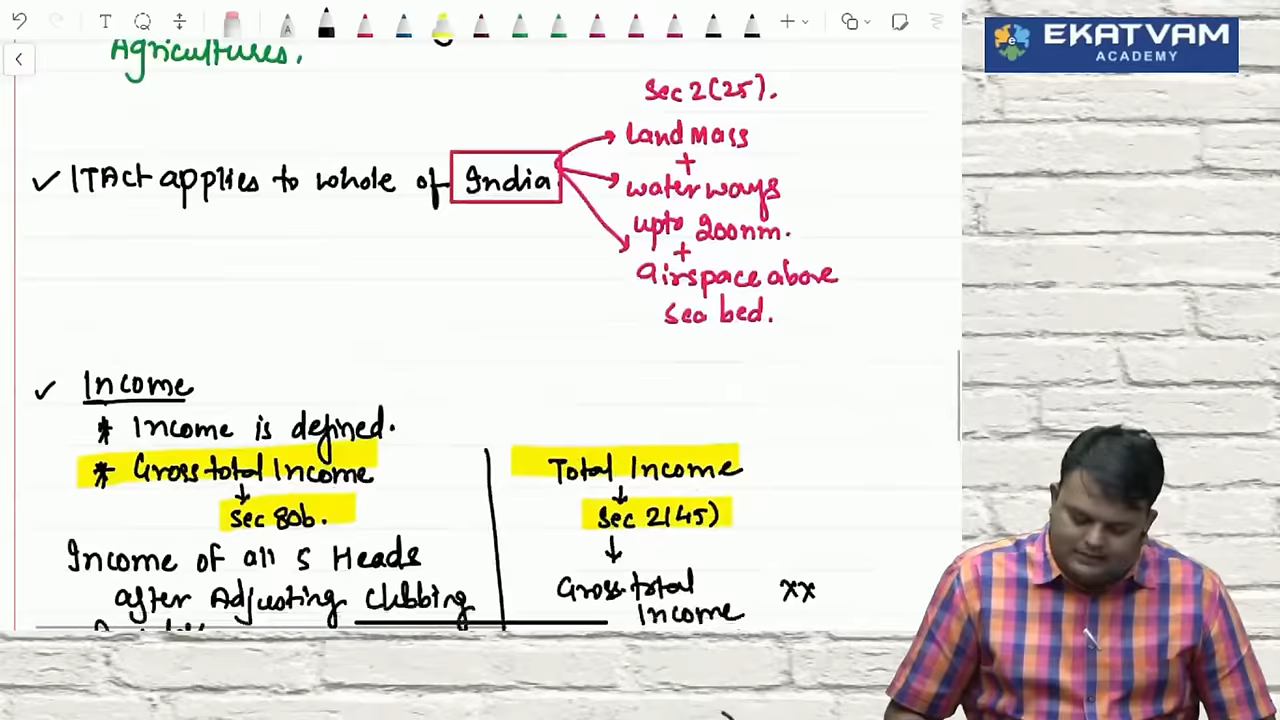 EKATVAM
ACADEMY
Agricultures.
Sec 2(25).
✓ ITAct applies to whole of India
Land Mass
+
water ways
upto 200nm.
+
Airspace above
Sea bed.
✓ Income
* Income is defined.
* Gross total Income
↓
Sec 80b.
Income of all 5 Heads
after Adjusting Clubbing
Total Income
↓
Sec 2(45)
↓
Gross total
Income xx